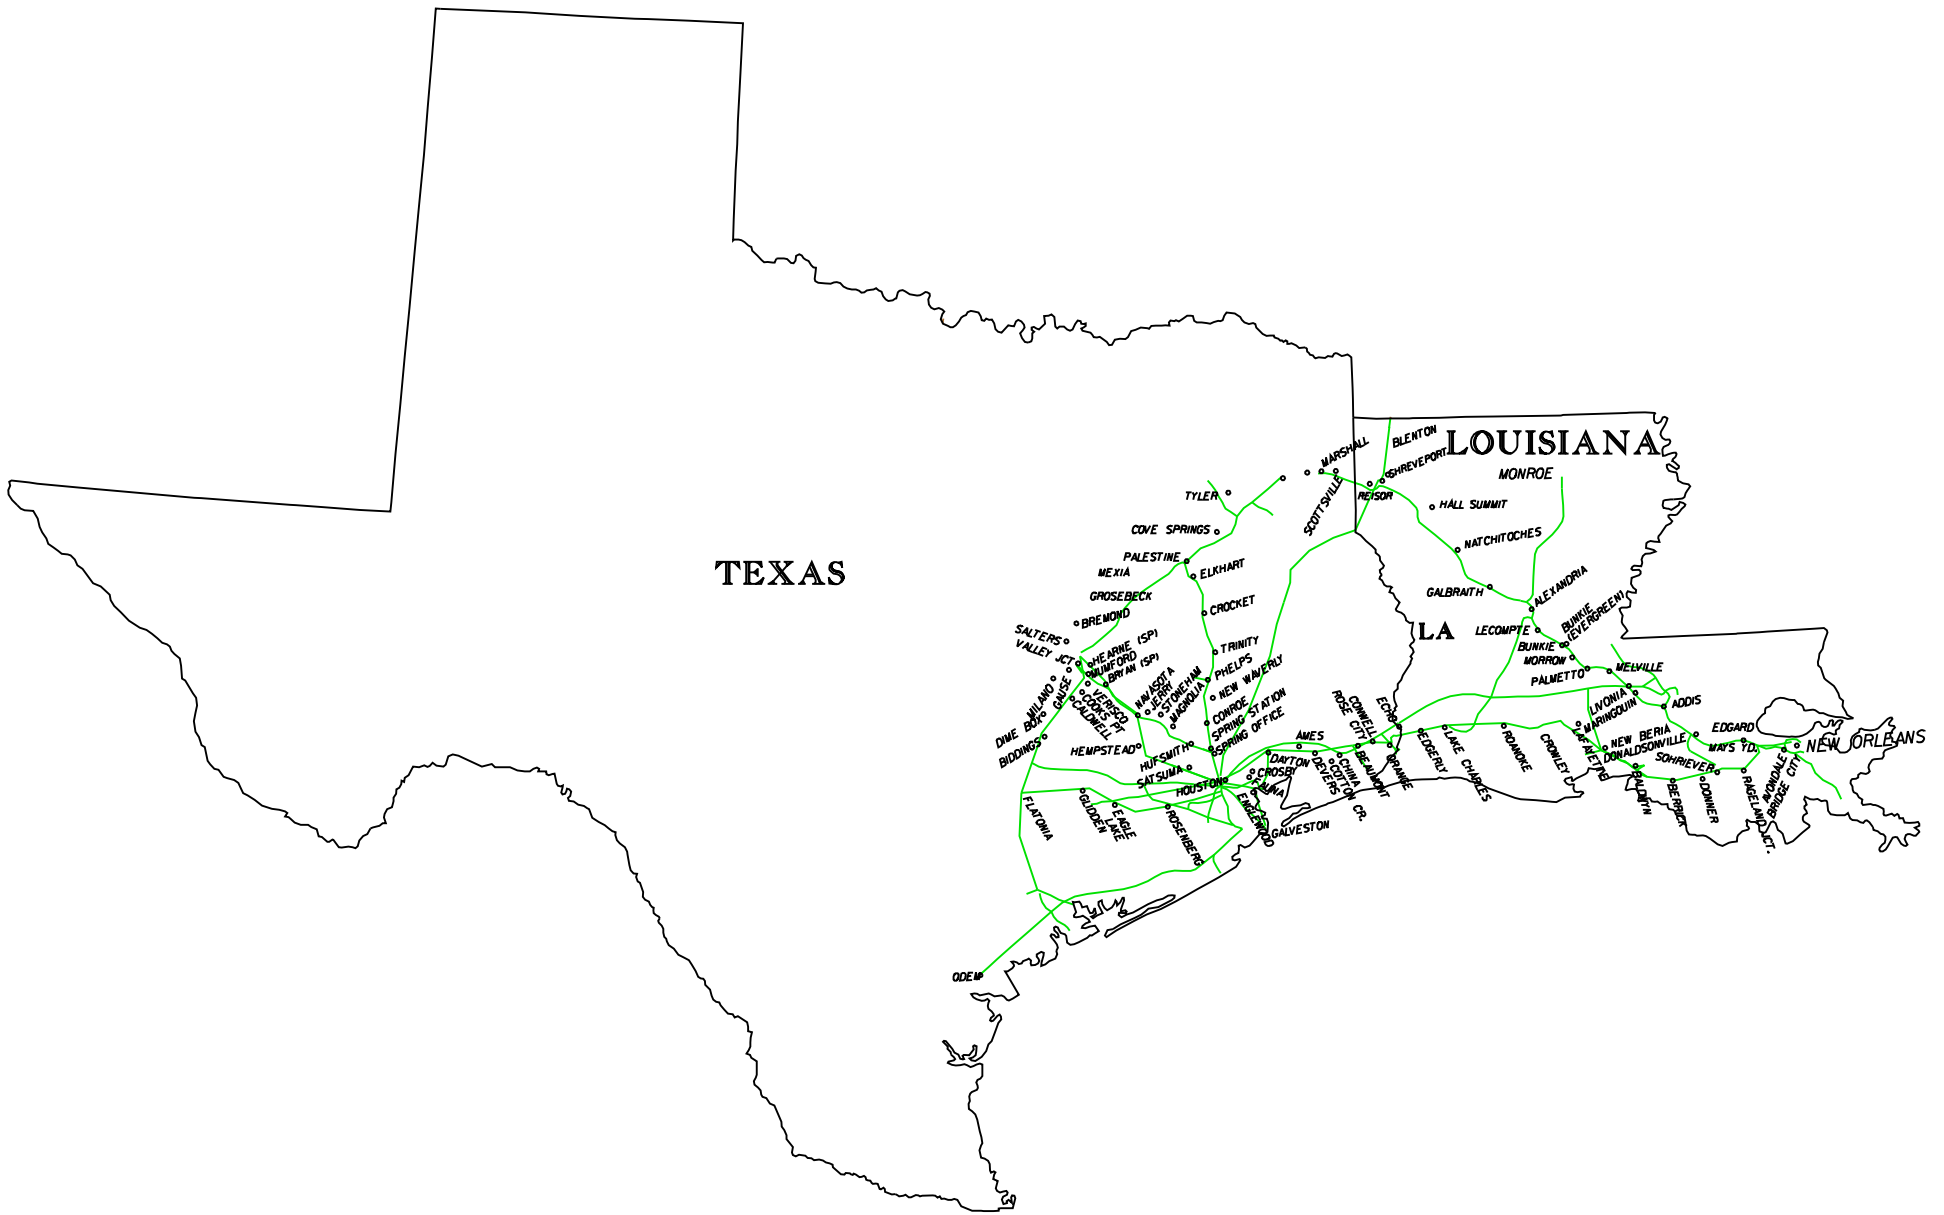 BLENTON
LOUISIANA
MARSHALL
SHREVEPORT
MONROE
TYLER
REISOR
SCOTTSVILLE
HALL SUMMIT
COVE SPRINGS
NATCHITOCHES
PALESTINE
TEXAS
MEXIA
ELKHART
GALBRAITH
ALEXANDRIA
GROSEBECK
CROCKET
BREMOND
BUNKIE
(EVERGREEN)
LA
LECOMPTE
SALTERS
VALLEY JCT
HEARNE (SP)
MUMFORD
BRYAN (SP)
TRINITY
BUNKIE
MORROW
PHELPS
MELVILLE
PALMETTO
NEW WAVERLY
MILANO
GAUSE
VERISCO
COOKS PT
CALDWELL
NAVASOTA
JERRY
STONEHAM
MAGNOLIA
LIVONIA
MARINGOUIN
ADDIS
CONROE
SPRING STATION
SPRING OFFICE
CONWELL
ROSE CITY
ECHO
DIME BOX
BIDDINGS
HEMPSTEAD
HUFSMITH
SATSUMA
HOUSTON
AMES
DAYTON
CROSBY
DEVERS
COTTON CR.
CHINA
BEAUMONT
ORANGE
EDGERLY
LAKE CHARLES
ROANOKE
CROWLEY
LAFAYETTE
NEW BERIA
DONALDSONVILLE
EDGARD
MAYS YD.
NEW ORLEANS
SOHRIEVER
AVONDALE
BRIDGE CITY
BALDWYN
BERRICK
DONNER
RAGELAND JCT.
FLATONIA
GLIDDEN
EAGLE
LAKE
ROSENBERG
ENGLEWOOD
GALVESTON
ODEM